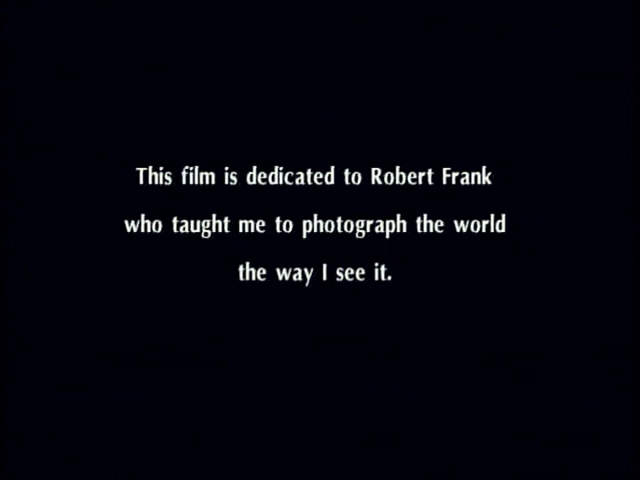 This film is dedicated to Robert Frank
who taught me to photograph the world
the way I see it.